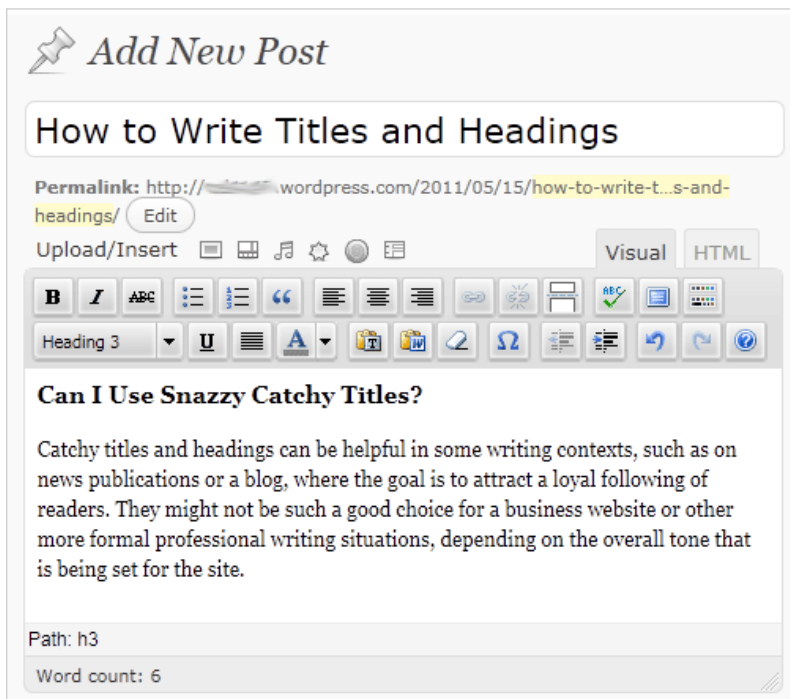 Add New Post
How to Write Titles and Headings
Permalink: http:// .wordpress.com/2011/05/15/how-to-write-t...s-and-
headings/ Edit
Upload/Insert Visual HTML
B I ABC ABC
Heading 3 U A T W Ω ?
Can I Use Snazzy Catchy Titles?
Catchy titles and headings can be helpful in some writing contexts, such as on
news publications or a blog, where the goal is to attract a loyal following of
readers. They might not be such a good choice for a business website or other
more formal professional writing situations, depending on the overall tone that
is being set for the site.
Path: h3
Word count: 6